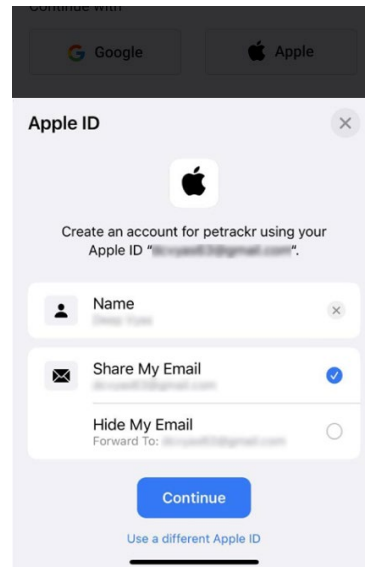 Continue with
Google
Apple
Apple ID
Create an account for petrackr using your
Apple ID "
Name
Share My Email
Hide My Email
Forward To:
Continue
Use a different Apple ID